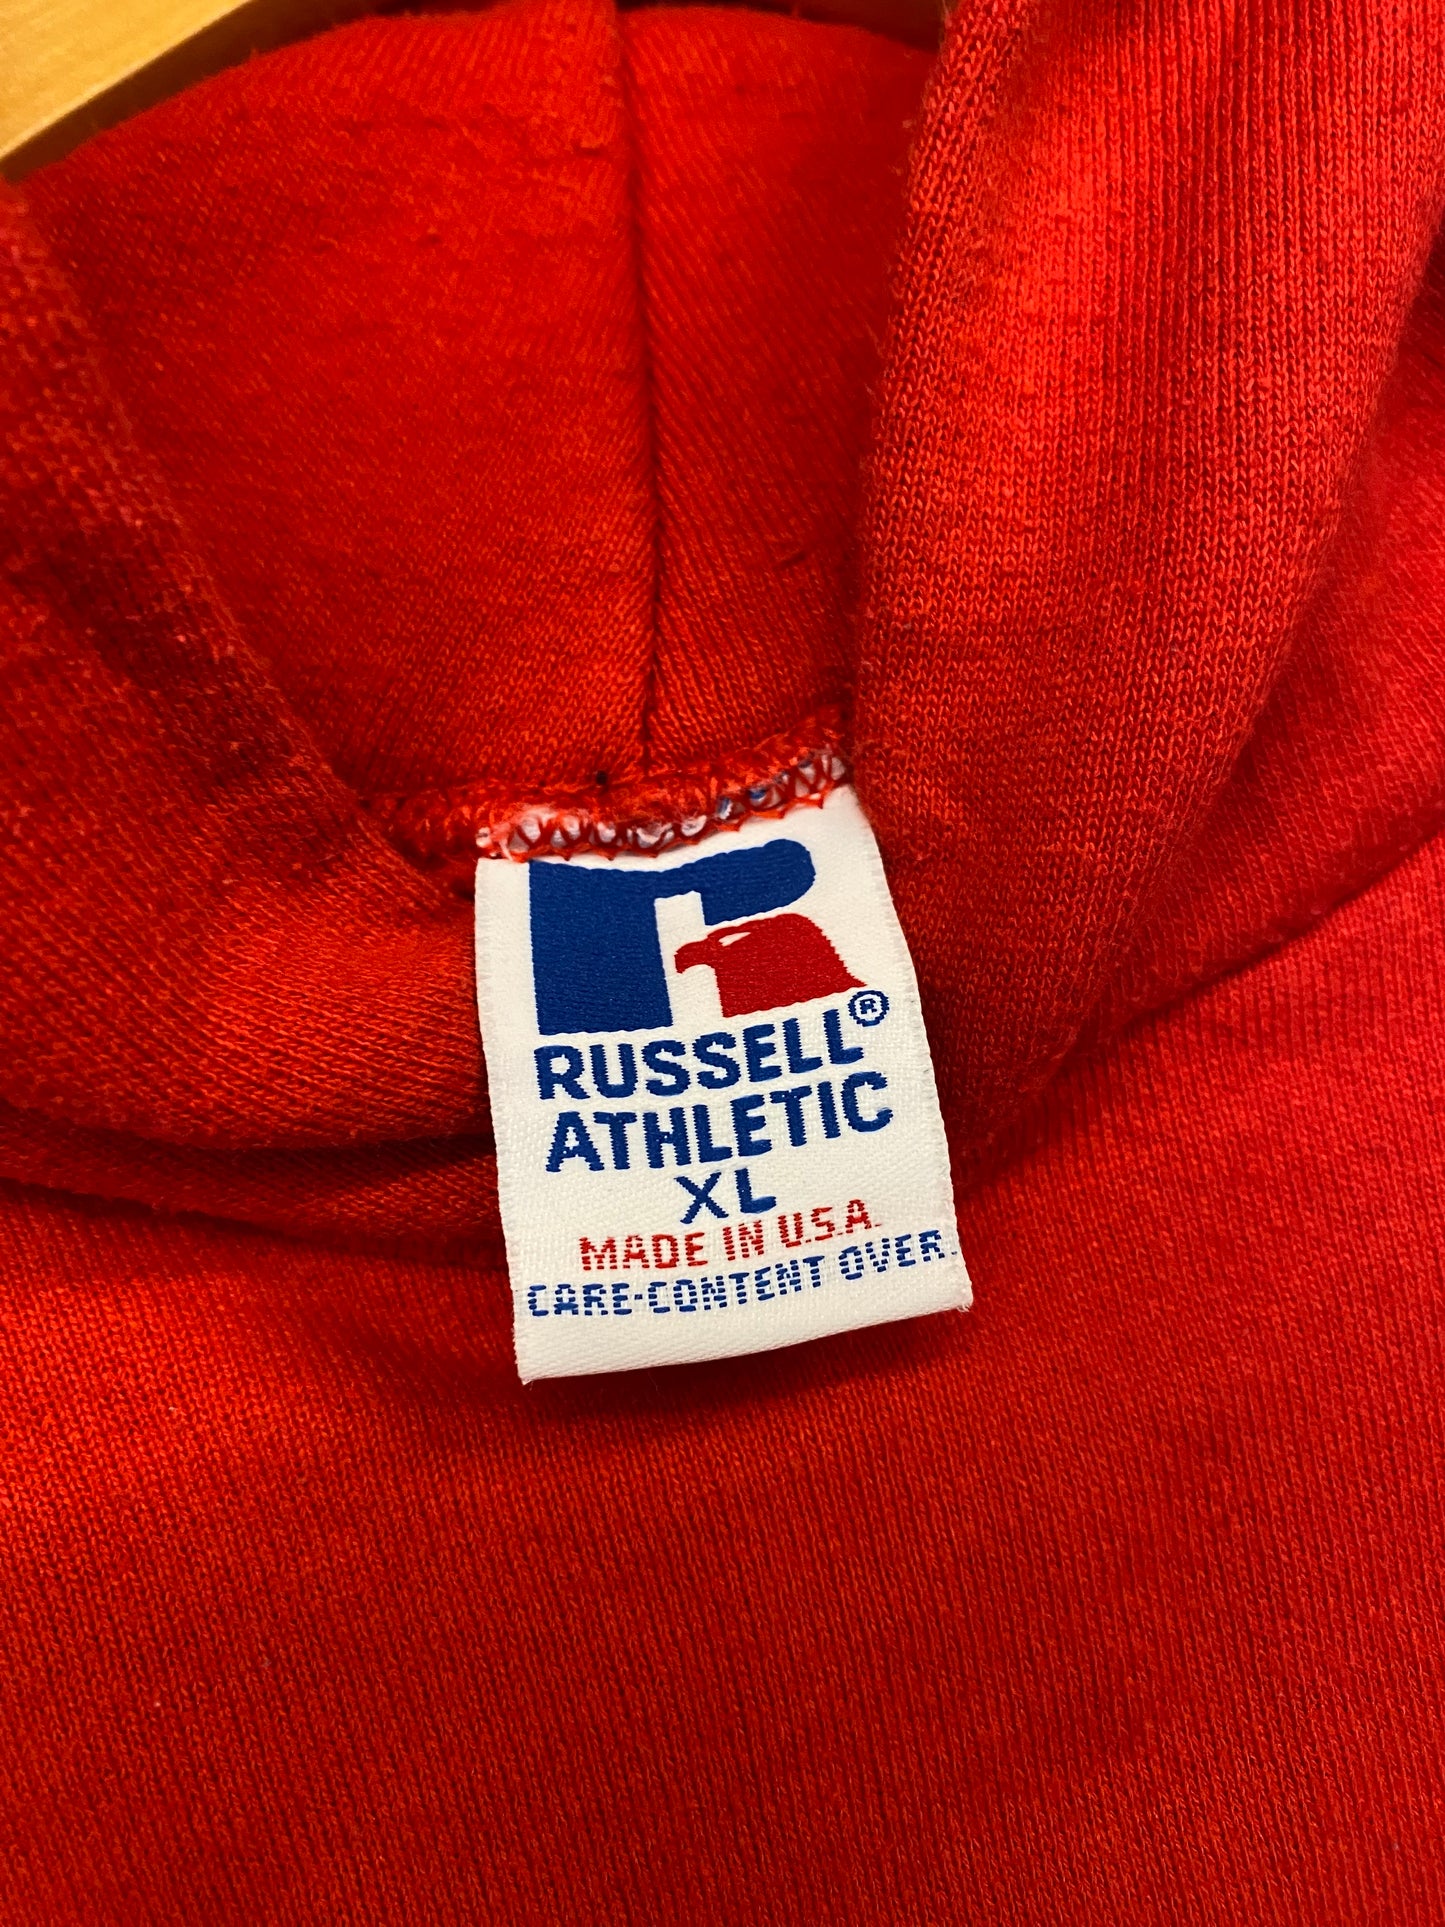 RUSSELL®
ATHLETIC
XL
MADE IN U.S.A.
CARE-CONTENT OVER.